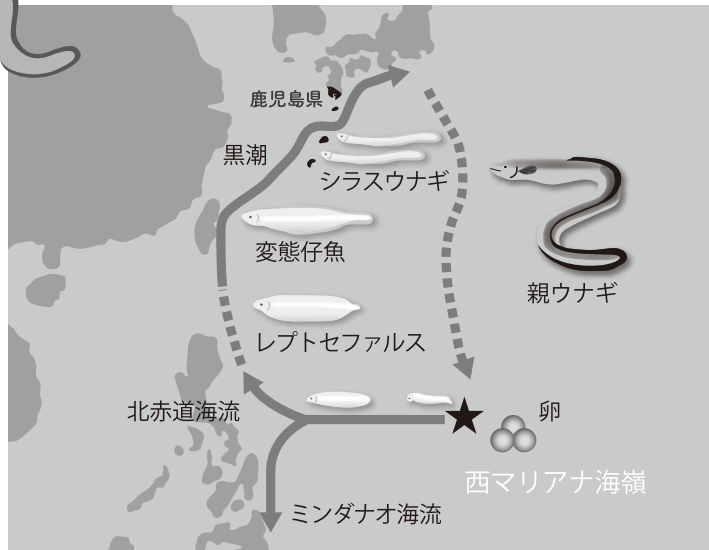 鹿児島県
黒潮
シラスウナギ
変態仔魚
親ウナギ
レプトセファルス
北赤道海流
卵
西マリアナ海嶺
ミンダナオ海流